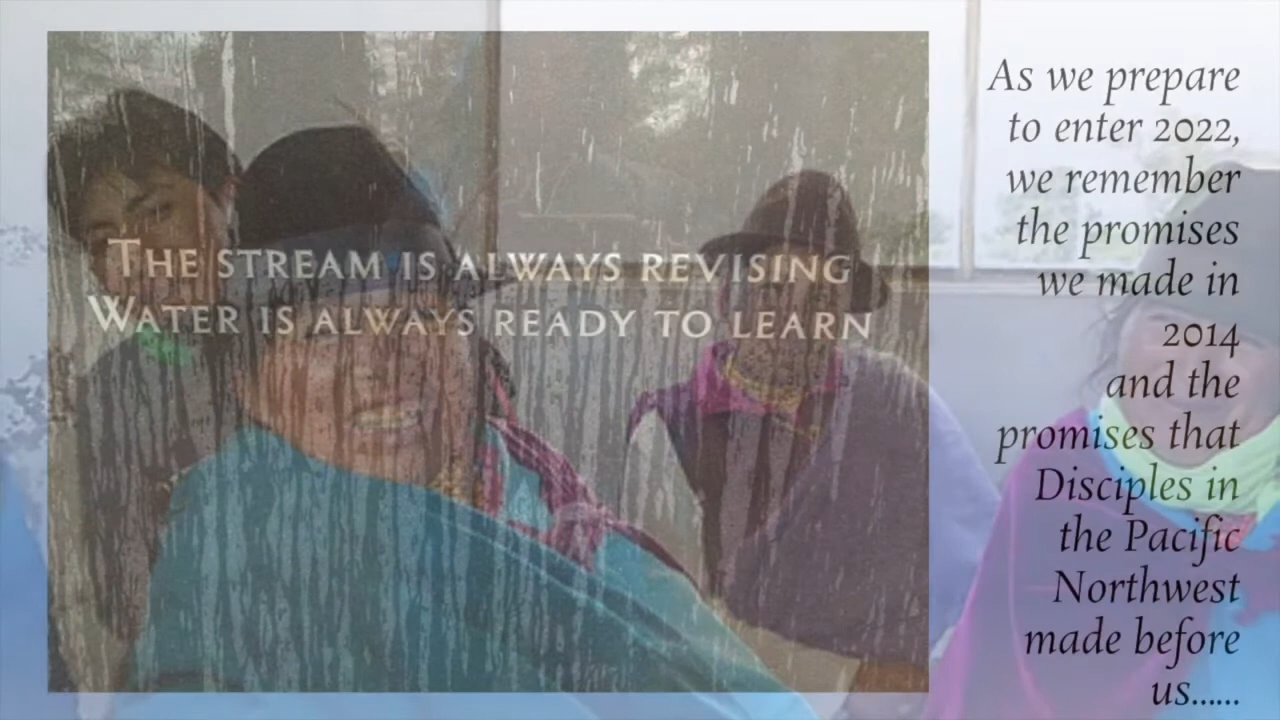 THE STREAM IS ALWAYS REVISING
WATER IS ALWAYS READY TO LEARN
As we prepare
to enter 2022,
we remember
the promises
we made in
2014
and the
promises that
Disciples in
the Pacific
Northwest
made before
us......